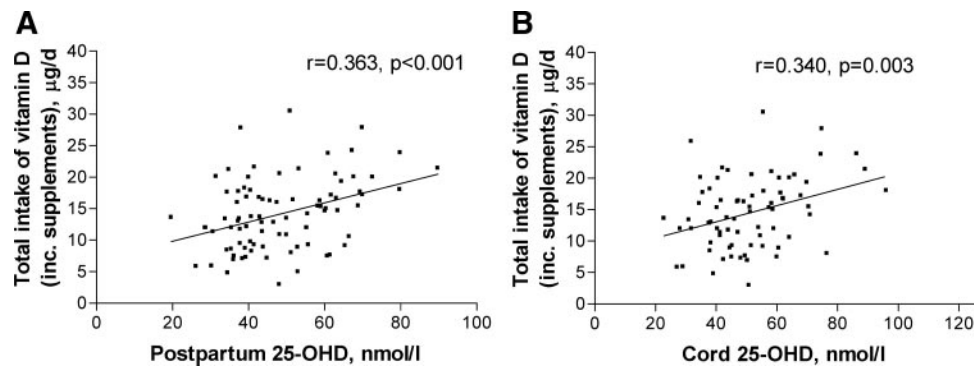 A
Total intake of vitamin D
(inc. supplements), µg/d
40
35
30
25
20
15
10
5
0
r=0.363, p<0.001
0 20 40 60 80 100
Postpartum 25-OHD, nmol/l
B
Total intake of vitamin D
(inc. supplements), µg/d
40
35
30
25
20
15
10
5
0
r=0.340, p=0.003
0 20 40 60 80 100 120
Cord 25-OHD, nmol/l